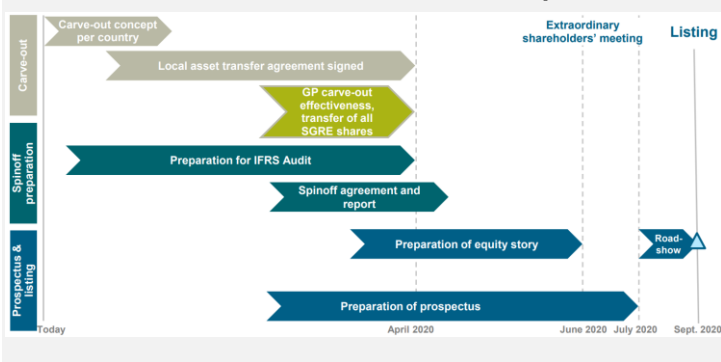 Carve-out concept
per country
Extraordinary
shareholders' meeting
Listing
Carve-out
Local asset transfer agreement signed
GP carve-out
effectiveness,
transfer of all
SGRE shares
Spinoff
preparation
Preparation for IFRS Audit
Spinoff agreement and
report
Prospectus &
listing
Preparation of equity story
Road-
show
Preparation of prospectus
Today
April 2020
June 2020
July 2020
Sept. 2020